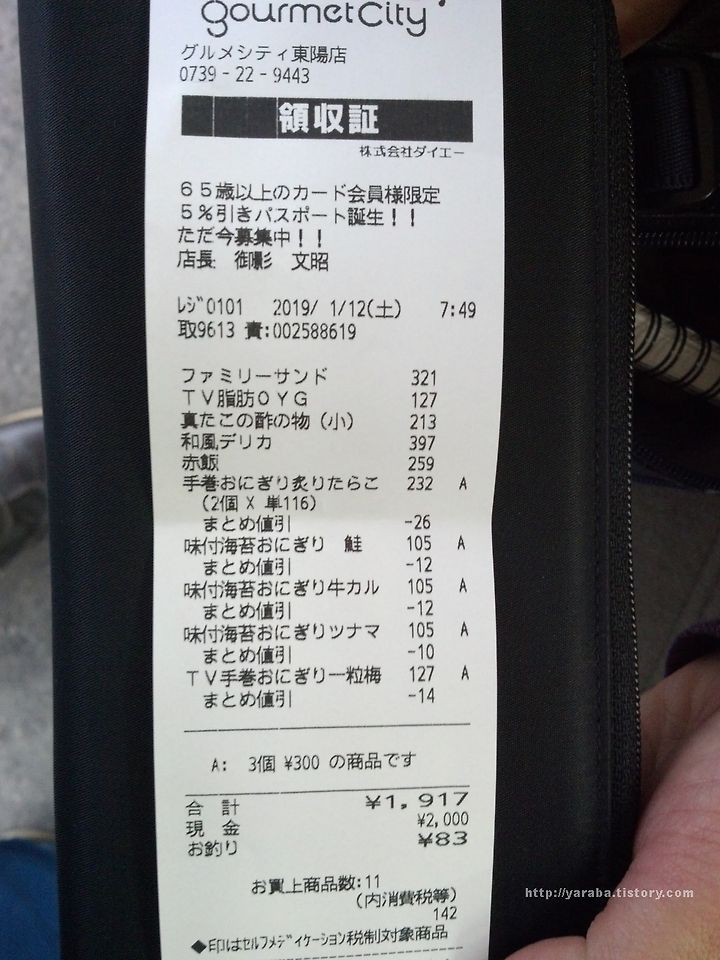 gourmetCity
グルメシティ東陽店
0739-22-9443
領収証
株式会社ダイエー
65歳以上のカード会員様限定
5%引きパスポート誕生!!
ただ今募集中!!
店長 御影 文昭
ﾚｼﾞ0101 2019/ 1/12(土) 7:49
取9613 責:002588619
ファミリーサンド 321
TV脂肪0YG 127
真たこの酢の物(小) 213
和風デリカ 397
赤飯 259
手巻おにぎり炙りたらこ 232 A
(2個 X 単116)
まとめ値引 -26
味付海苔おにぎり 鮭 105 A
まとめ値引 -12
味付海苔おにぎり牛カル 105 A
まとめ値引 -12
味付海苔おにぎりツナマ 105 A
まとめ値引 -10
TV手巻おにぎり一粒梅 127 A
まとめ値引 -14
A: 3個 ¥300 の商品です
合 計 ¥1,917
現 金 ¥2,000
お釣り ¥83
お買上商品数:11
(内消費税等)
142
◆印はｾﾙﾌﾒﾃﾞｨｹｰｼｮﾝ税制対象商品
http://yaraba.tistory.com